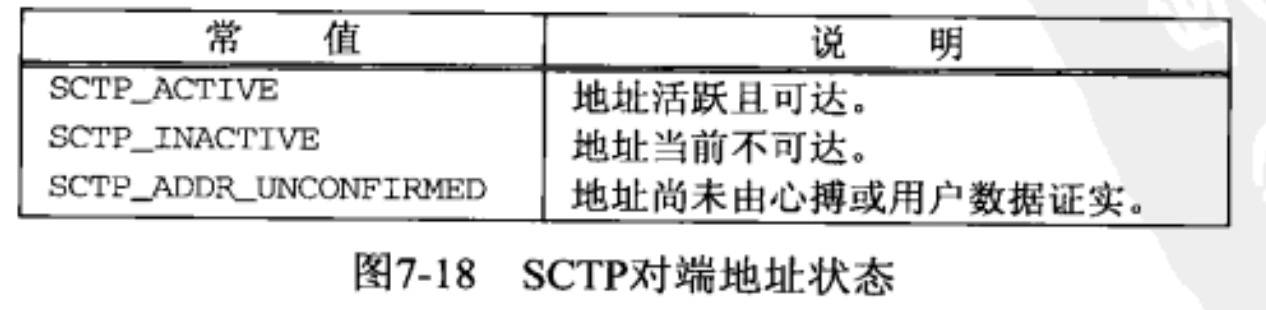 常 值 说 明
SCTP_ACTIVE 地址活跃且可达。
SCTP_INACTIVE 地址当前不可达。
SCTP_ADDR_UNCONFIRMED 地址尚未由心搏或用户数据证实。
图7-18 SCTP对端地址状态